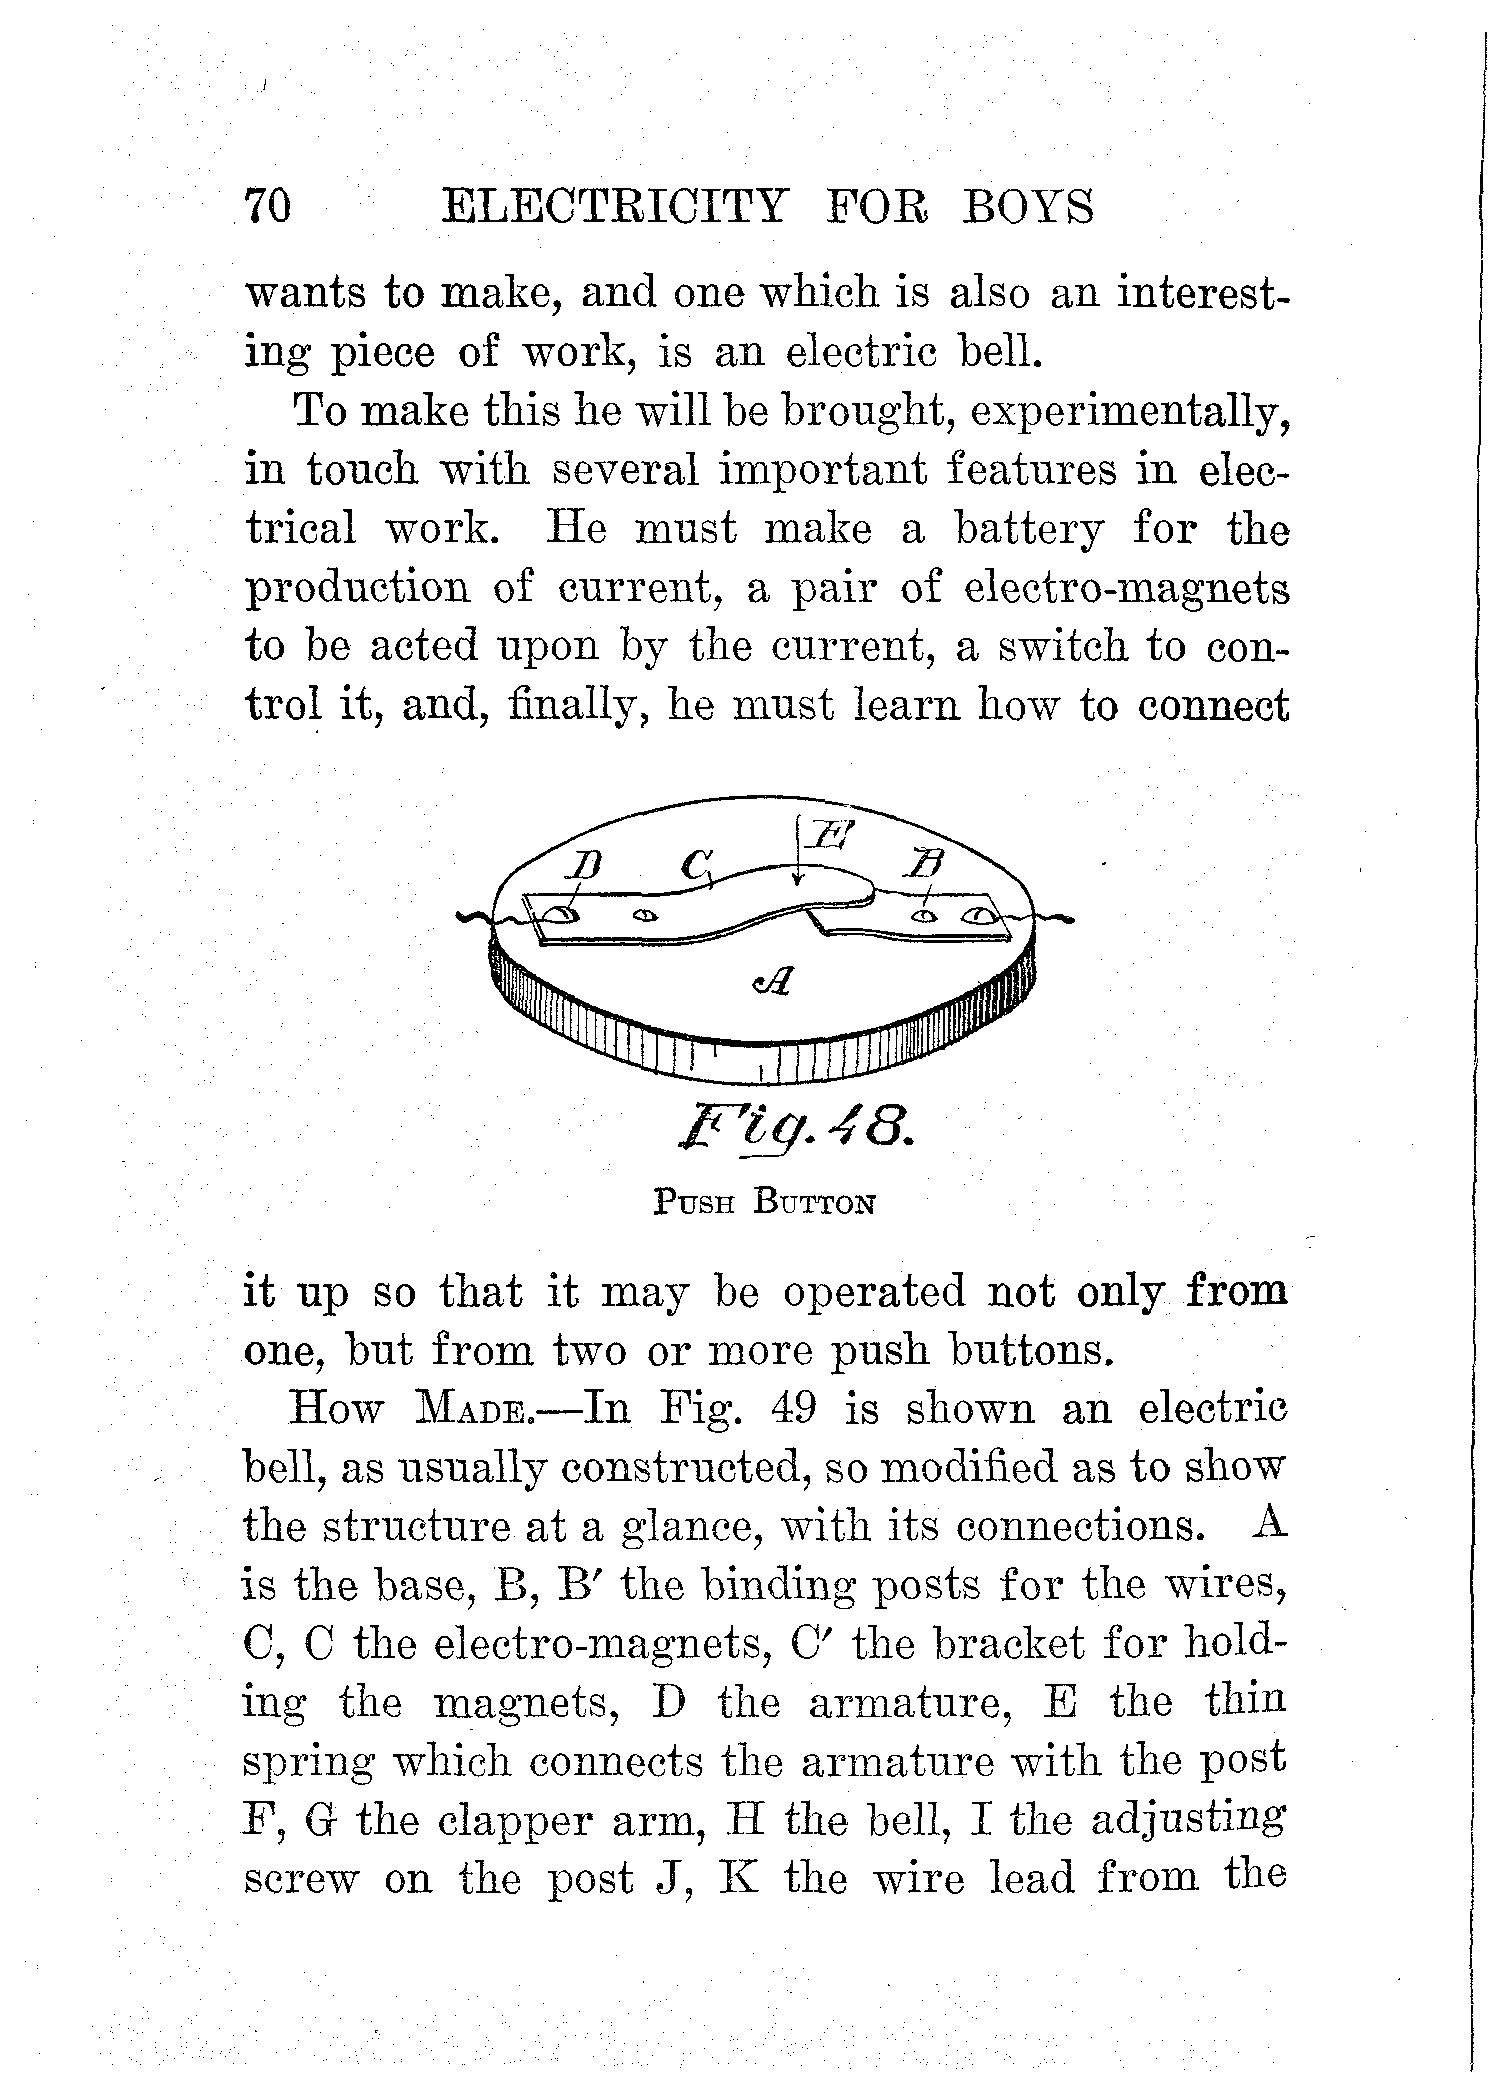 70 ELECTRICITY FOR BOYS
wants to make, and one which is also an interest-
ing piece of work, is an electric bell.
To make this he will be brought, experimentally,
in touch with several important features in elec-
trical work. He must make a battery for the
production of current, a pair of electro-magnets
to be acted upon by the current, a switch to con-
trol it, and, finally, he must learn how to connect
E
D C B
A
Fig. 48.
PUSH BUTTON
it up so that it may be operated not only from
one, but from two or more push buttons.
HOW MADE.—In Fig. 49 is shown an electric
bell, as usually constructed, so modified as to show
the structure at a glance, with its connections. A
is the base, B, B′ the binding posts for the wires,
C, C the electro-magnets, C′ the bracket for hold-
ing the magnets, D the armature, E the thin
spring which connects the armature with the post
F, G the clapper arm, H the bell, I the adjusting
screw on the post J, K the wire lead from the